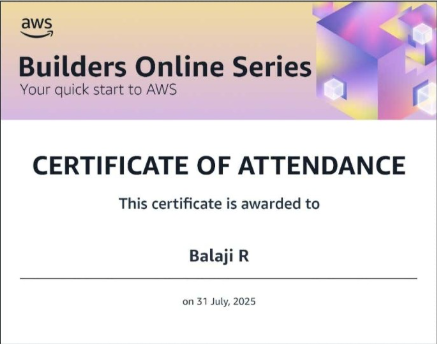 aws
Builders Online Series
Your quick start to AWS
CERTIFICATE OF ATTENDANCE
This certificate is awarded to
Balaji R
on 31 July, 2025